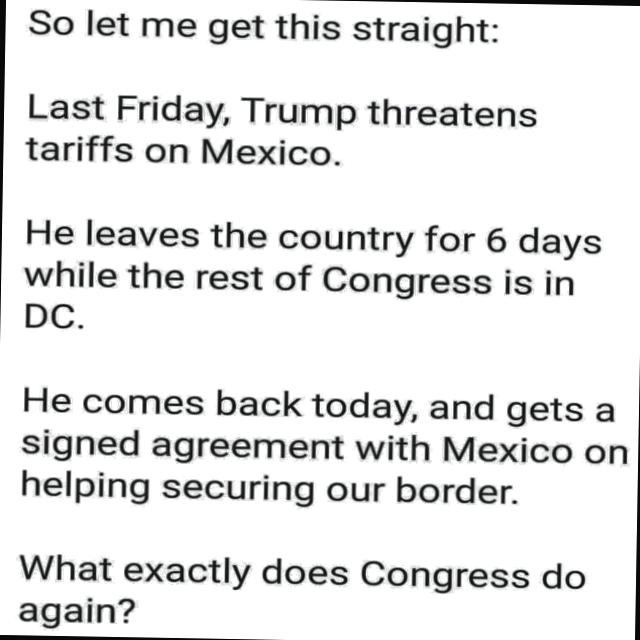 So let me get this straight:
Last Friday, Trump threatens
tariffs on Mexico.
He leaves the country for 6 days
while the rest of Congress is in
DC.
He comes back today, and gets a
signed agreement with Mexico on
helping securing our border.
What exactly does Congress do
again?